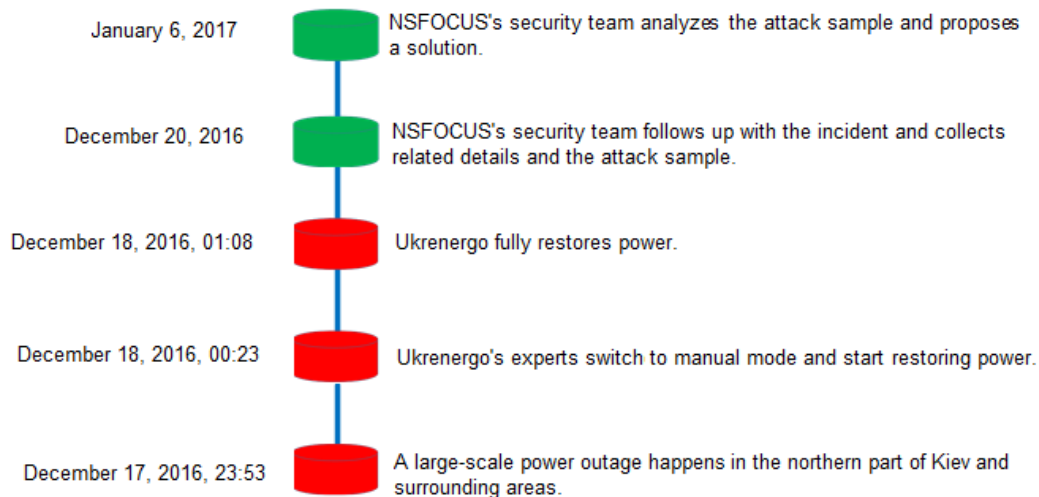 January 6, 2017
NSFOCUS's security team analyzes the attack sample and proposes
a solution.
December 20, 2016
NSFOCUS's security team follows up with the incident and collects
related details and the attack sample.
December 18, 2016, 01:08
Ukrenergo fully restores power.
December 18, 2016, 00:23
Ukrenergo's experts switch to manual mode and start restoring power.
December 17, 2016, 23:53
A large-scale power outage happens in the northern part of Kiev and
surrounding areas.